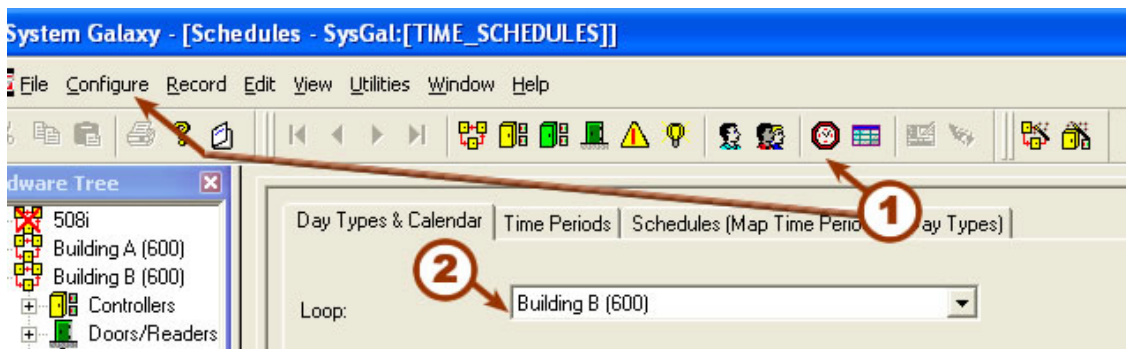 System Galaxy - [Schedules - SysGal:[TIME_SCHEDULES]]
File Configure Record Edit View Utilities Window Help
dware Tree
508i
Building A (600)
Building B (600)
Controllers
Doors/Readers
Day Types & Calendar Time Periods Schedules (Map Time Perio ay Types)
1
2
Loop: Building B (600)